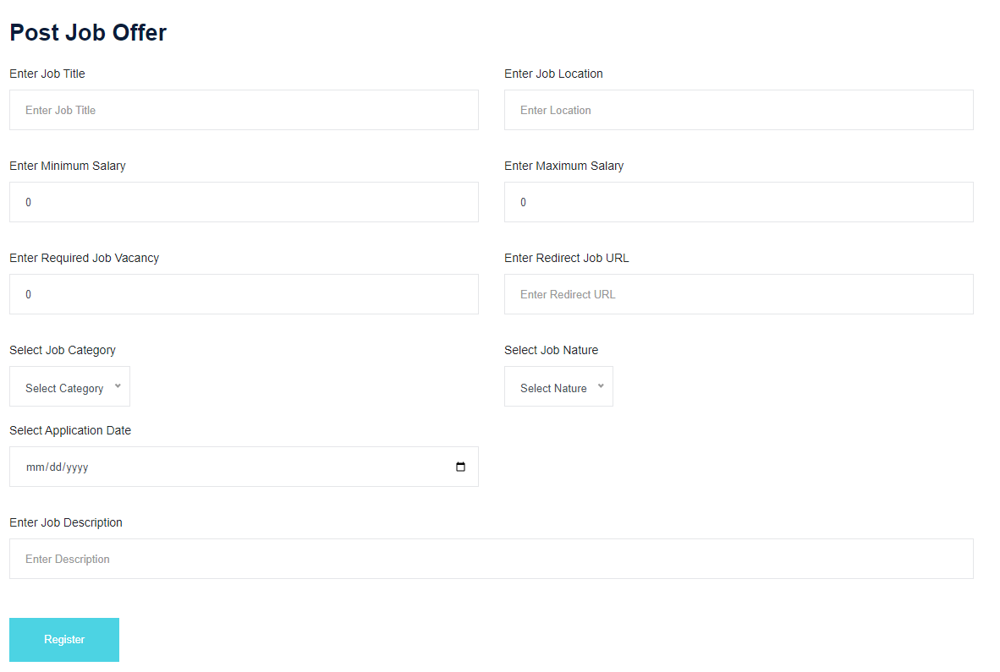 Post Job Offer
Enter Job Title
Enter Job Location
Enter Job Title
Enter Location
Enter Minimum Salary
Enter Maximum Salary
0
0
Enter Required Job Vacancy
Enter Redirect Job URL
0
Enter Redirect URL
Select Job Category
Select Job Nature
Select Category
Select Nature
Select Application Date
mm/dd/yyyy
Enter Job Description
Enter Description
Register